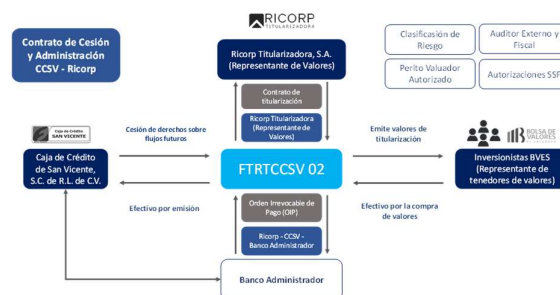 RICORP
TITULARIZADORA
Contrato de Cesión
y Administración
CCSV - Ricorp
Ricorp Titularizadora, S.A.
(Representante de Valores)
Clasificasión de
Riesgo
Auditor Externo y
Fiscal
Perito Valuador
Autorizado
Autorizaciones SSF
Contrato de
titularización
Ricorp Titularizadora
(Representante de
Valores)
Caja de Crédito
SAN VICENTE
Cesión de derechos sobre
flujos futuros
Emite valores de
titularización
BOLSA DE
VALORES
Caja de Crédito
de San Vicente,
S.C. de R.L. de C.V.
FTRTCCSV 02
Inversionistas BVES
(Representante de
tenedores de valores)
Efectivo por emisión
Orden Irrevocable de
Pago (OIP)
Efectivo por la compra
de valores
Ricorp - CCSV -
Banco Administrador
Banco Administrador